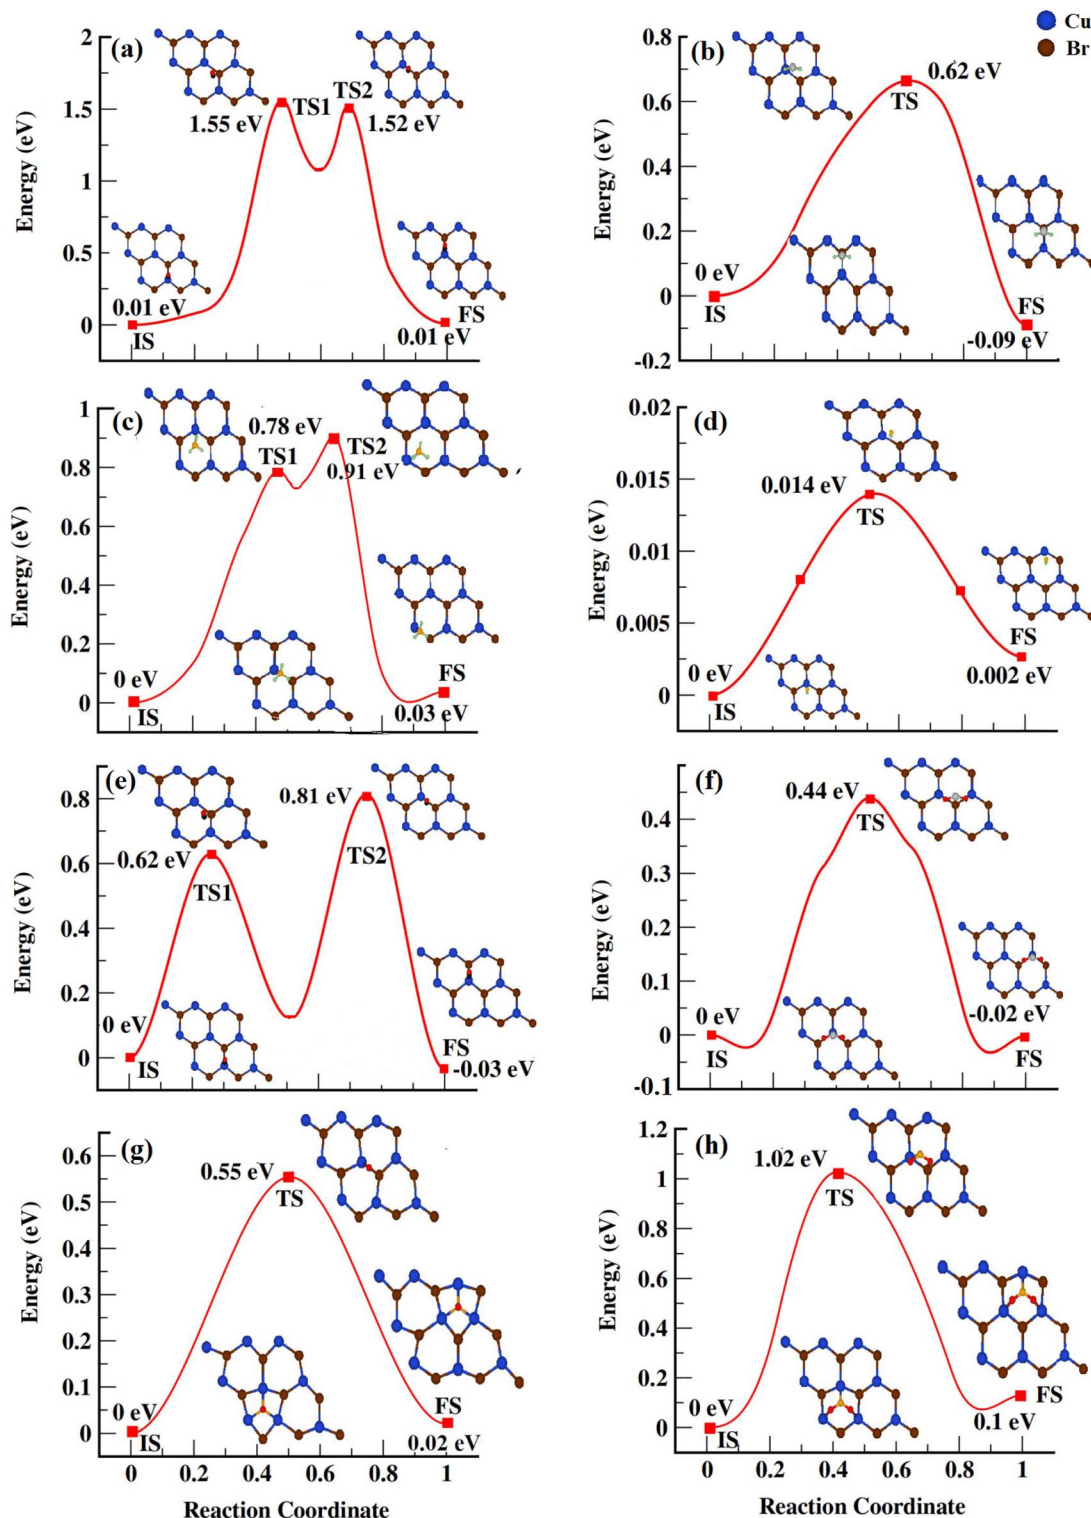 Cu
Br
(a)
2
1.5
1
0.5
0
Energy (eV)
TS1
1.55 eV
TS2
1.52 eV
0.01 eV
IS
FS
0.01 eV
(b)
0.8
0.6
0.4
0.2
0
-0.2
Energy (eV)
0.62 eV
TS
0 eV
IS
FS
-0.09 eV
(c)
1
0.8
0.6
0.4
0.2
0
Energy (eV)
0.78 eV
TS1
TS2
0.91 eV
0 eV
IS
FS
0.03 eV
(d)
0.02
0.015
0.01
0.005
0
Energy (eV)
0.014 eV
TS
0 eV
IS
FS
0.002 eV
(e)
0.8
0.6
0.4
0.2
0
Energy (eV)
0.62 eV
TS1
0.81 eV
TS2
0 eV
IS
FS
-0.03 eV
(f)
0.4
0.3
0.2
0.1
0
-0.1
Energy (eV)
0.44 eV
TS
0 eV
IS
-0.02 eV
FS
(g)
0.6
0.5
0.4
0.3
0.2
0.1
0
Energy (eV)
0.55 eV
TS
0 eV
IS
FS
0.02 eV
0
0.2
0.4
0.6
0.8
1
Reaction Coordinate
(h)
1.2
1
0.8
0.6
0.4
0.2
0
Energy (eV)
1.02 eV
TS
0 eV
IS
FS
0.1 eV
0
0.2
0.4
0.6
0.8
1
Reaction Coordinate